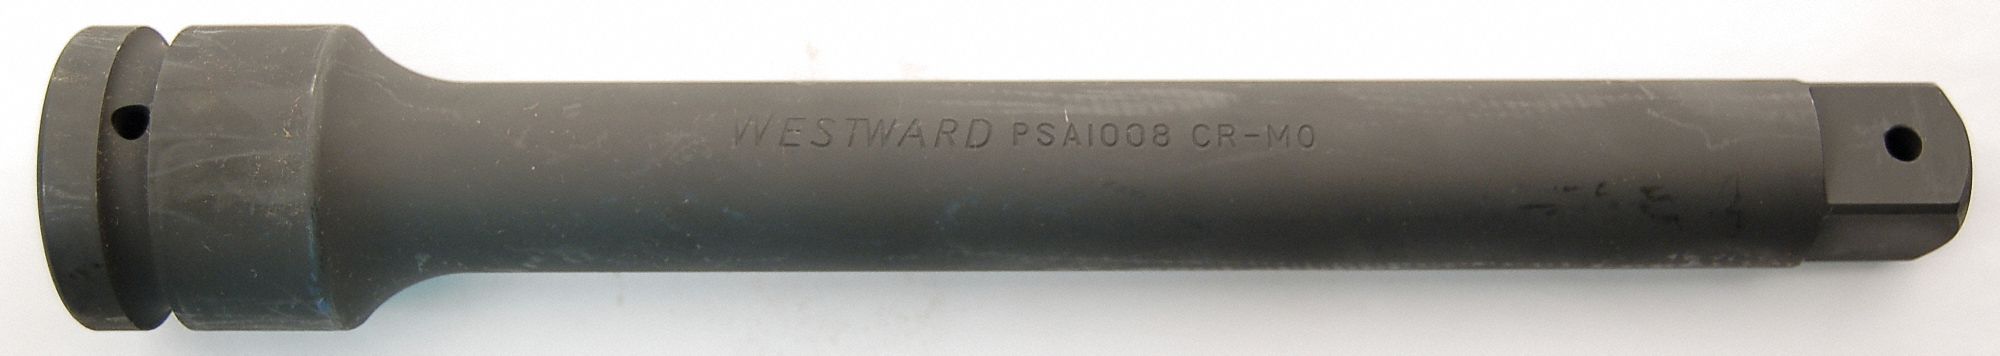 WESTWARD PSA1008 CR-MO